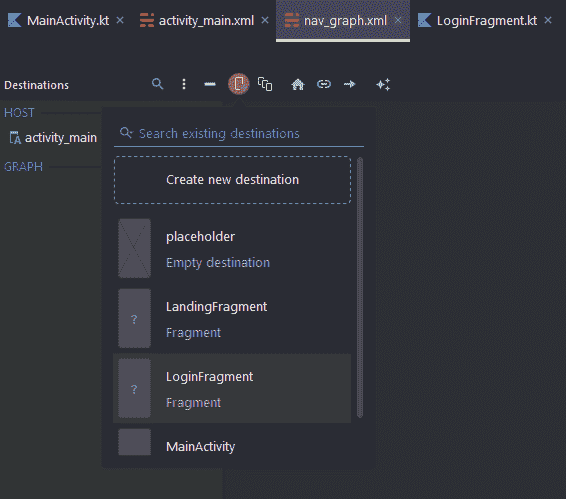 MainActivity.kt
activity_main.xml
nav_graph.xml
LoginFragment.kt
Destinations
HOST
activity_main
GRAPH
Search existing destinations
Create new destination
placeholder
Empty destination
?
LandingFragment
Fragment
?
LoginFragment
Fragment
MainActivity